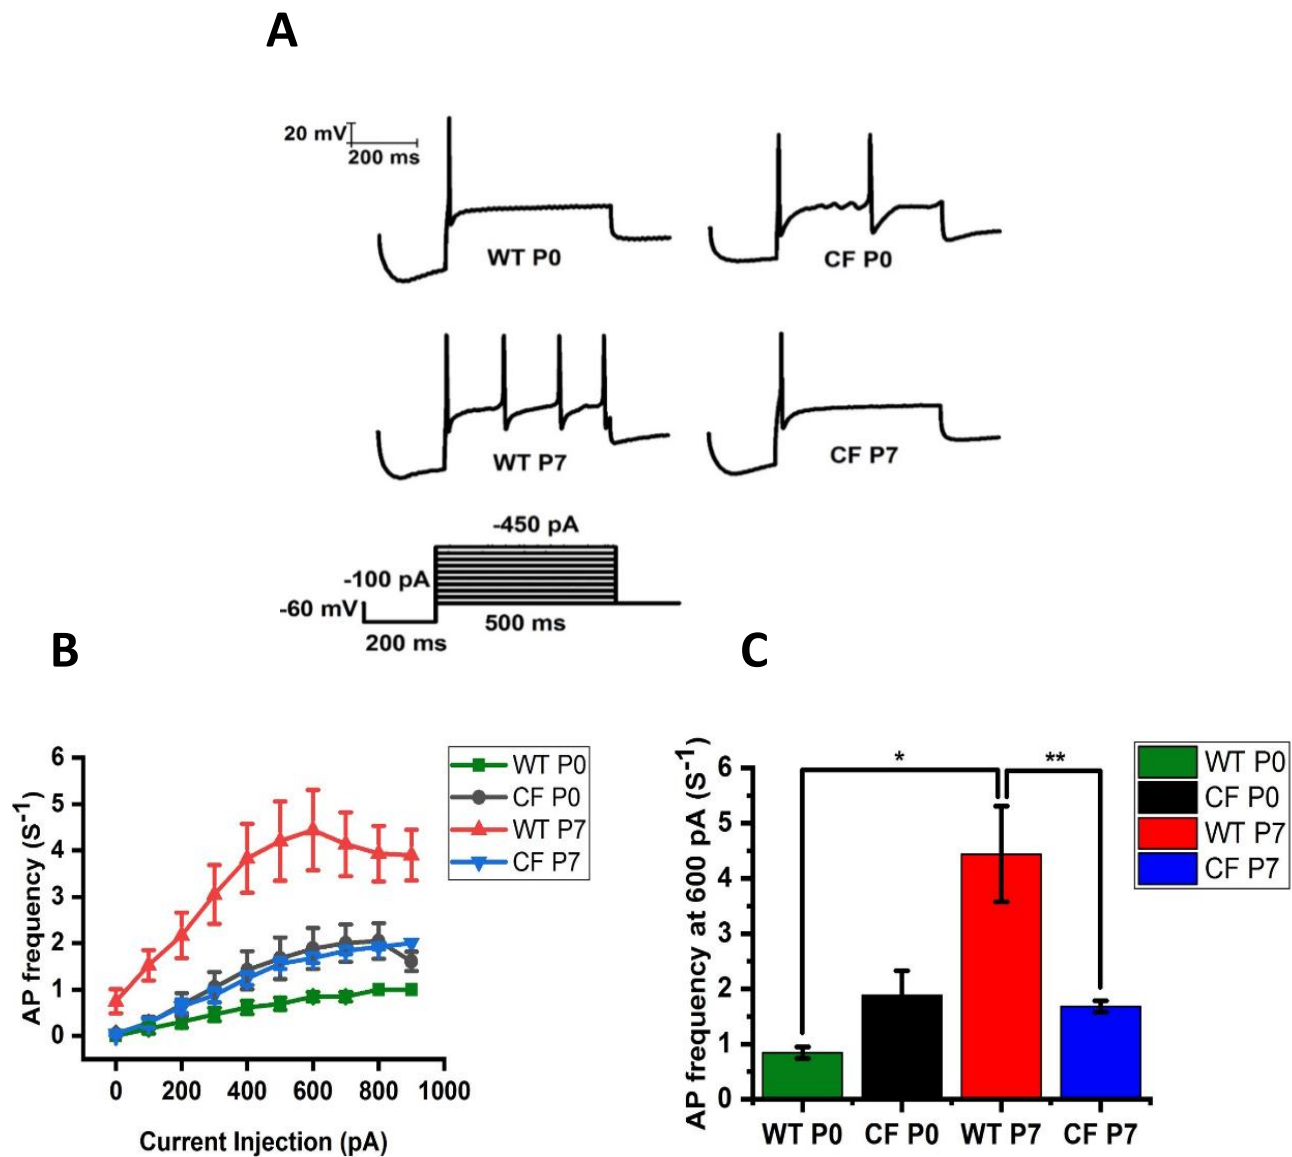 A
20 mV
200 ms
WT P0
CF P0
WT P7
CF P7
-450 pA
-100 pA
-60 mV
500 ms
200 ms
B
C
6
5
4
3
2
1
0
AP frequency (S⁻¹)
0 200 400 600 800 1000
Current Injection (pA)
WT P0
CF P0
WT P7
CF P7
6
5
4
3
2
1
0
AP frequency at 600 pA (S⁻¹)
*
**
WT P0 CF P0 WT P7 CF P7
WT P0
CF P0
WT P7
CF P7